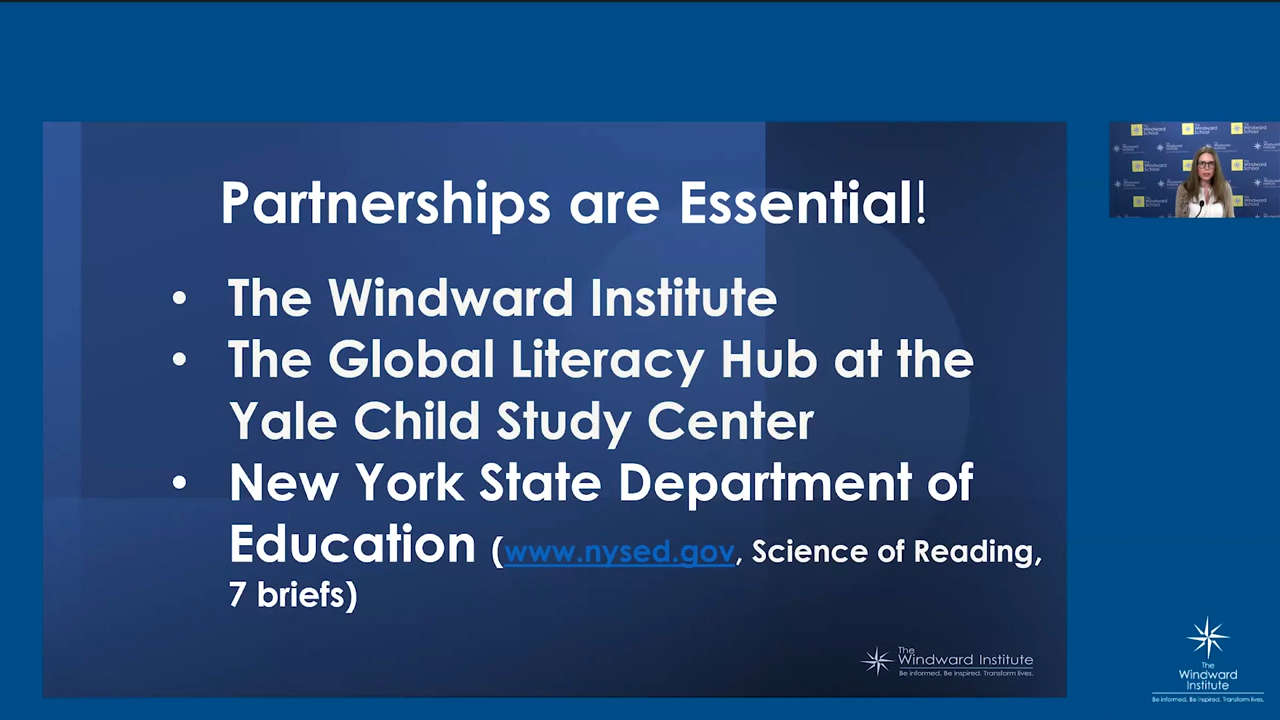 Partnerships are Essential!
• The Windward Institute
• The Global Literacy Hub at the
Yale Child Study Center
• New York State Department of
Education (www.nysed.gov, Science of Reading,
7 briefs)
The
Windward Institute
Be informed. Be inspired. Transform lives.
The
Windward
Institute
Be informed. Be inspired. Transform lives.